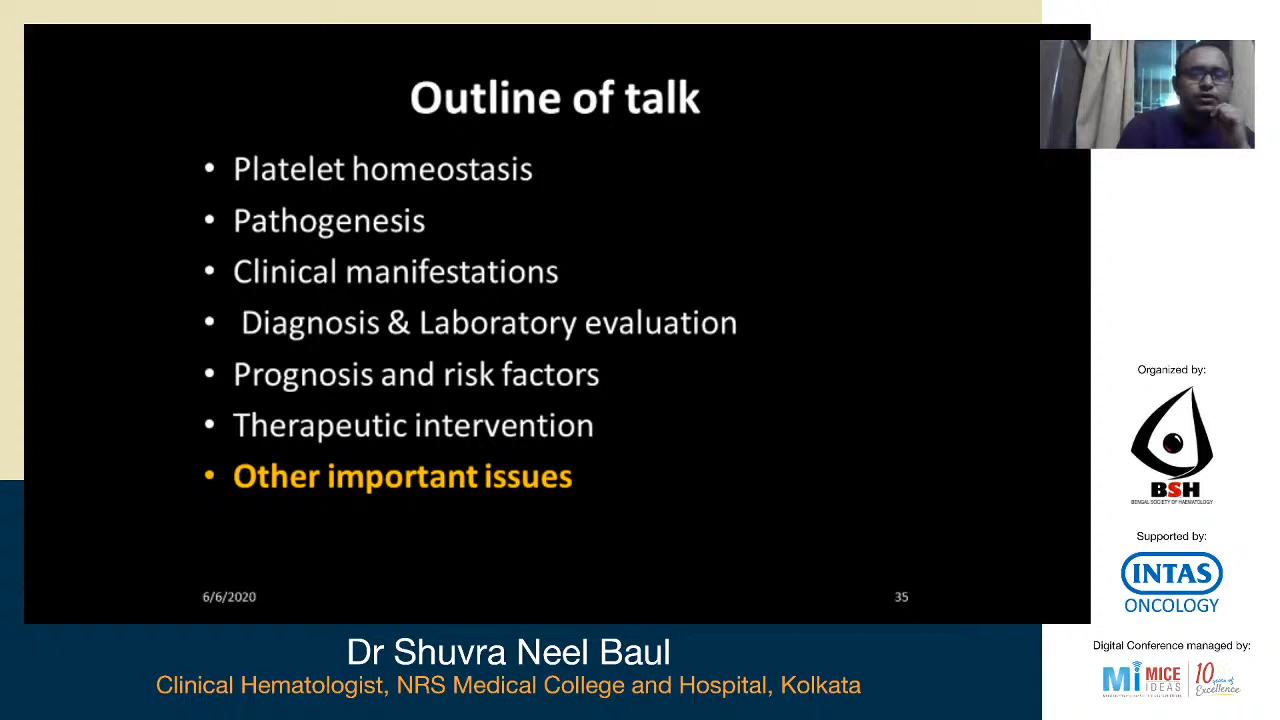 Outline of talk
• Platelet homeostasis
• Pathogenesis
• Clinical manifestations
• Diagnosis & Laboratory evaluation
• Prognosis and risk factors
• Therapeutic intervention
• Other important issues
6/6/2020
35
Dr Shuvra Neel Baul
Clinical Hematologist, NRS Medical College and Hospital, Kolkata
Organized by:
BSH
BENGAL SOCIETY OF HAEMATOLOGY
Supported by:
INTAS
ONCOLOGY
Digital Conference managed by:
Mi MICE IDEAS
10 years of Excellence